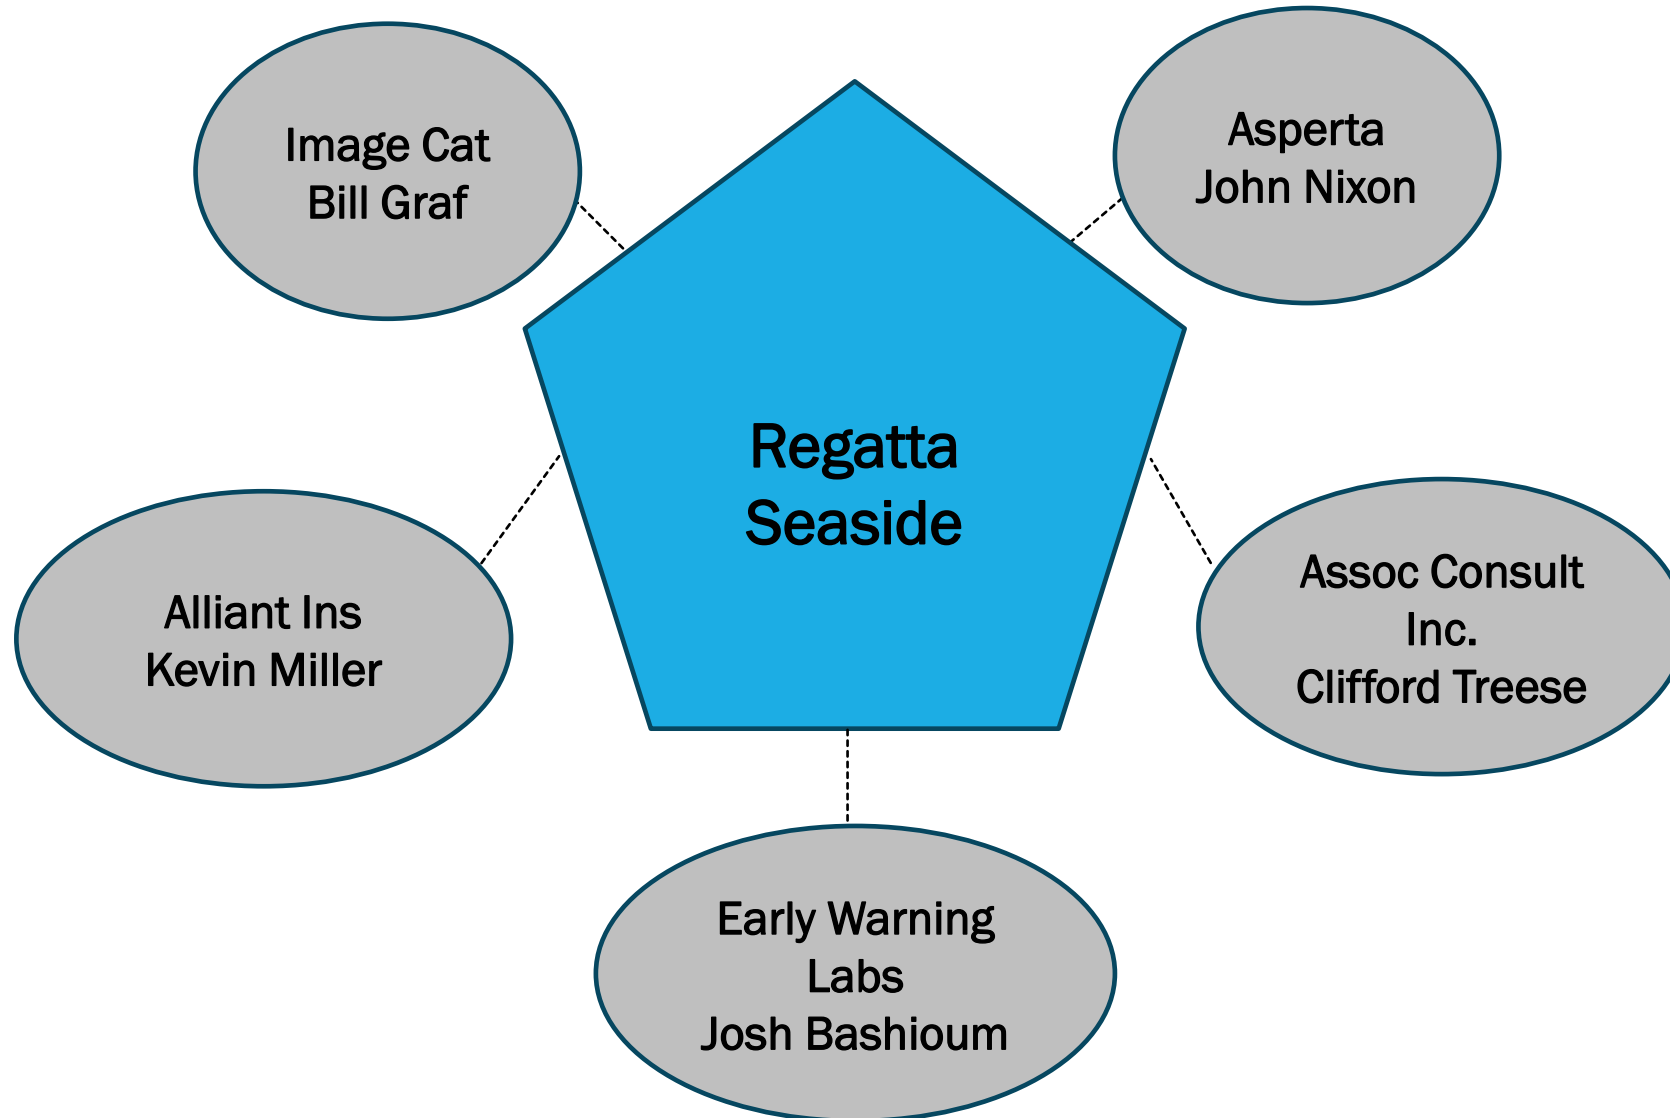 Image Cat
Bill Graf
Asperta
John Nixon
Regatta
Seaside
Alliant Ins
Kevin Miller
Assoc Consult
Inc.
Clifford Treese
Early Warning
Labs
Josh Bashioum